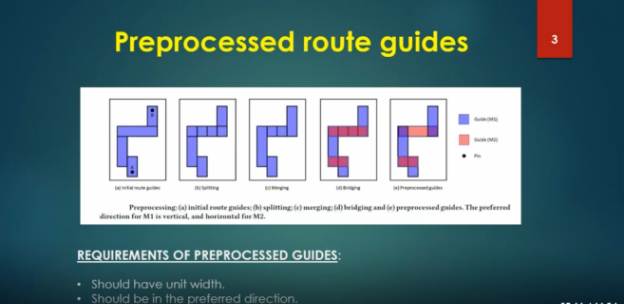 Preprocessed route guides
3
Guide (M1)
Guide (M2)
Pin
(a) Initial route guides
(b) Splitting
(c) Merging
(d) Bridging
(e) Preprocessed guides
Preprocessing: (a) initial route guides; (b) splitting; (c) merging; (d) bridging and (e) preprocessed guides. The preferred
direction for M1 is vertical, and horizontal for M2.
REQUIREMENTS OF PREPROCESSED GUIDES:
• Should have unit width.
• Should be in the preferred direction.